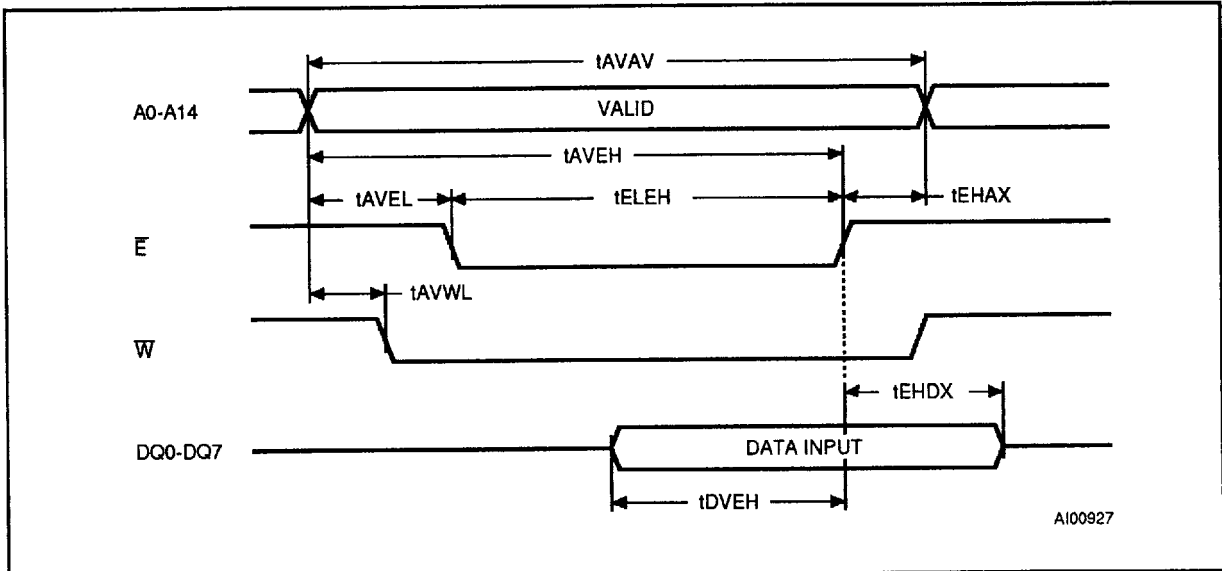 tAVAV
A0-A14
VALID
tAVEH
tAVEL
tELEH
tEHAX
E̅
tAVWL
W̅
tEHDX
DQ0-DQ7
DATA INPUT
tDVEH
AI00927